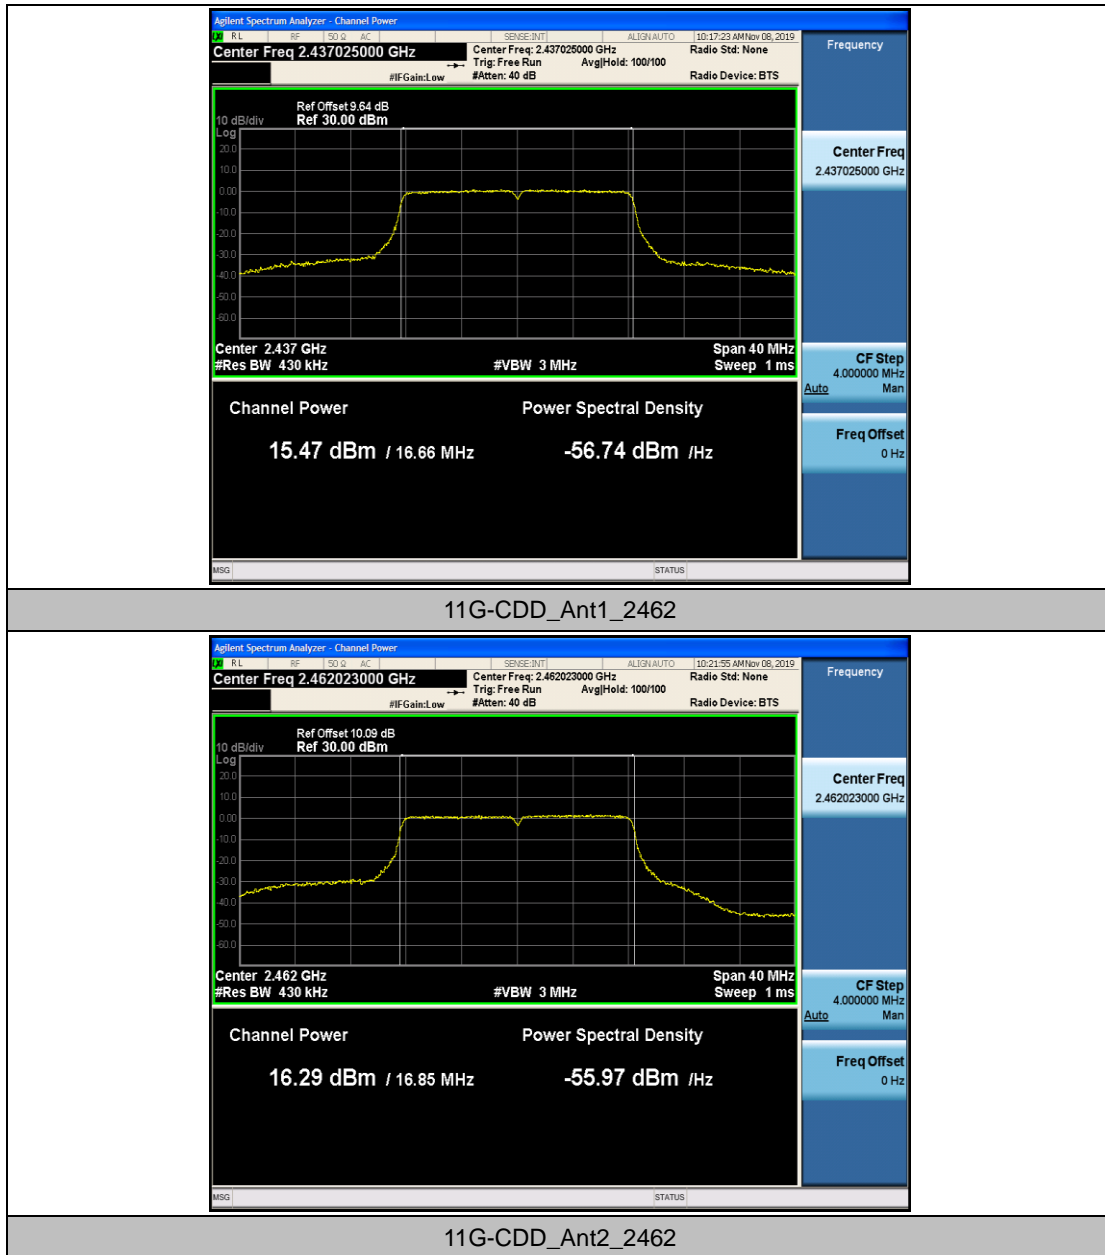 Agilent Spectrum Analyzer - Channel Power
LXI RL RF 50 Ω AC SENSE:INT ALIGN AUTO 10:17:23 AM Nov 08, 2019
Center Freq 2.437025000 GHz
Center Freq: 2.437025000 GHz
Radio Std: None
Trig: Free Run Avg|Hold: 100/100
#IFGain:Low #Atten: 40 dB Radio Device: BTS
Frequency
Ref Offset 9.64 dB
10 dB/div Ref 30.00 dBm
Log
20.0
10.0
0.00
-10.0
-20.0
-30.0
-40.0
-50.0
-60.0
Center 2.437 GHz Span 40 MHz
#Res BW 430 kHz #VBW 3 MHz Sweep 1 ms
Center Freq
2.437025000 GHz
CF Step
4.000000 MHz
Auto Man
Freq Offset
0 Hz
Channel Power Power Spectral Density
15.47 dBm / 16.66 MHz -56.74 dBm /Hz
MSG STATUS
11G-CDD_Ant1_2462
Agilent Spectrum Analyzer - Channel Power
LXI RL RF 50 Ω AC SENSE:INT ALIGN AUTO 10:21:55 AM Nov 08, 2019
Center Freq 2.462023000 GHz
Center Freq: 2.462023000 GHz
Radio Std: None
Trig: Free Run Avg|Hold: 100/100
#IFGain:Low #Atten: 40 dB Radio Device: BTS
Frequency
Ref Offset 10.09 dB
10 dB/div Ref 30.00 dBm
Log
20.0
10.0
0.00
-10.0
-20.0
-30.0
-40.0
-50.0
-60.0
Center 2.462 GHz Span 40 MHz
#Res BW 430 kHz #VBW 3 MHz Sweep 1 ms
Center Freq
2.462023000 GHz
CF Step
4.000000 MHz
Auto Man
Freq Offset
0 Hz
Channel Power Power Spectral Density
16.29 dBm / 16.85 MHz -55.97 dBm /Hz
MSG STATUS
11G-CDD_Ant2_2462